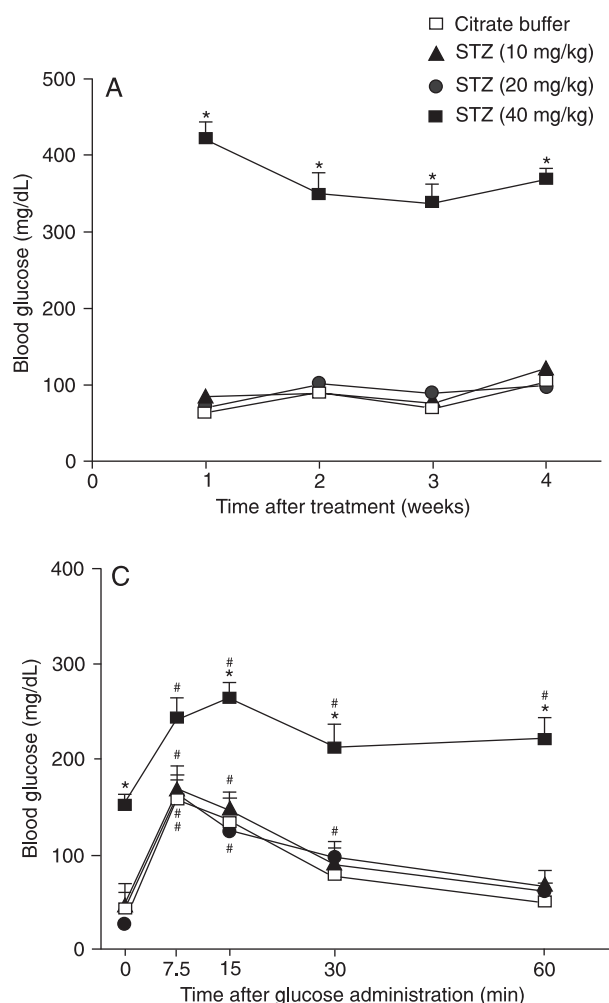 Citrate buffer
STZ (10 mg/kg)
STZ (20 mg/kg)
STZ (40 mg/kg)
A
Blood glucose (mg/dL)
500
400
300
200
100
0
* * * *
0 1 2 3 4
Time after treatment (weeks)
C
Blood glucose (mg/dL)
400
300
200
100
0
* # # * # * # *
# # #
# # #
0 7.5 15 30 60
Time after glucose administration (min)